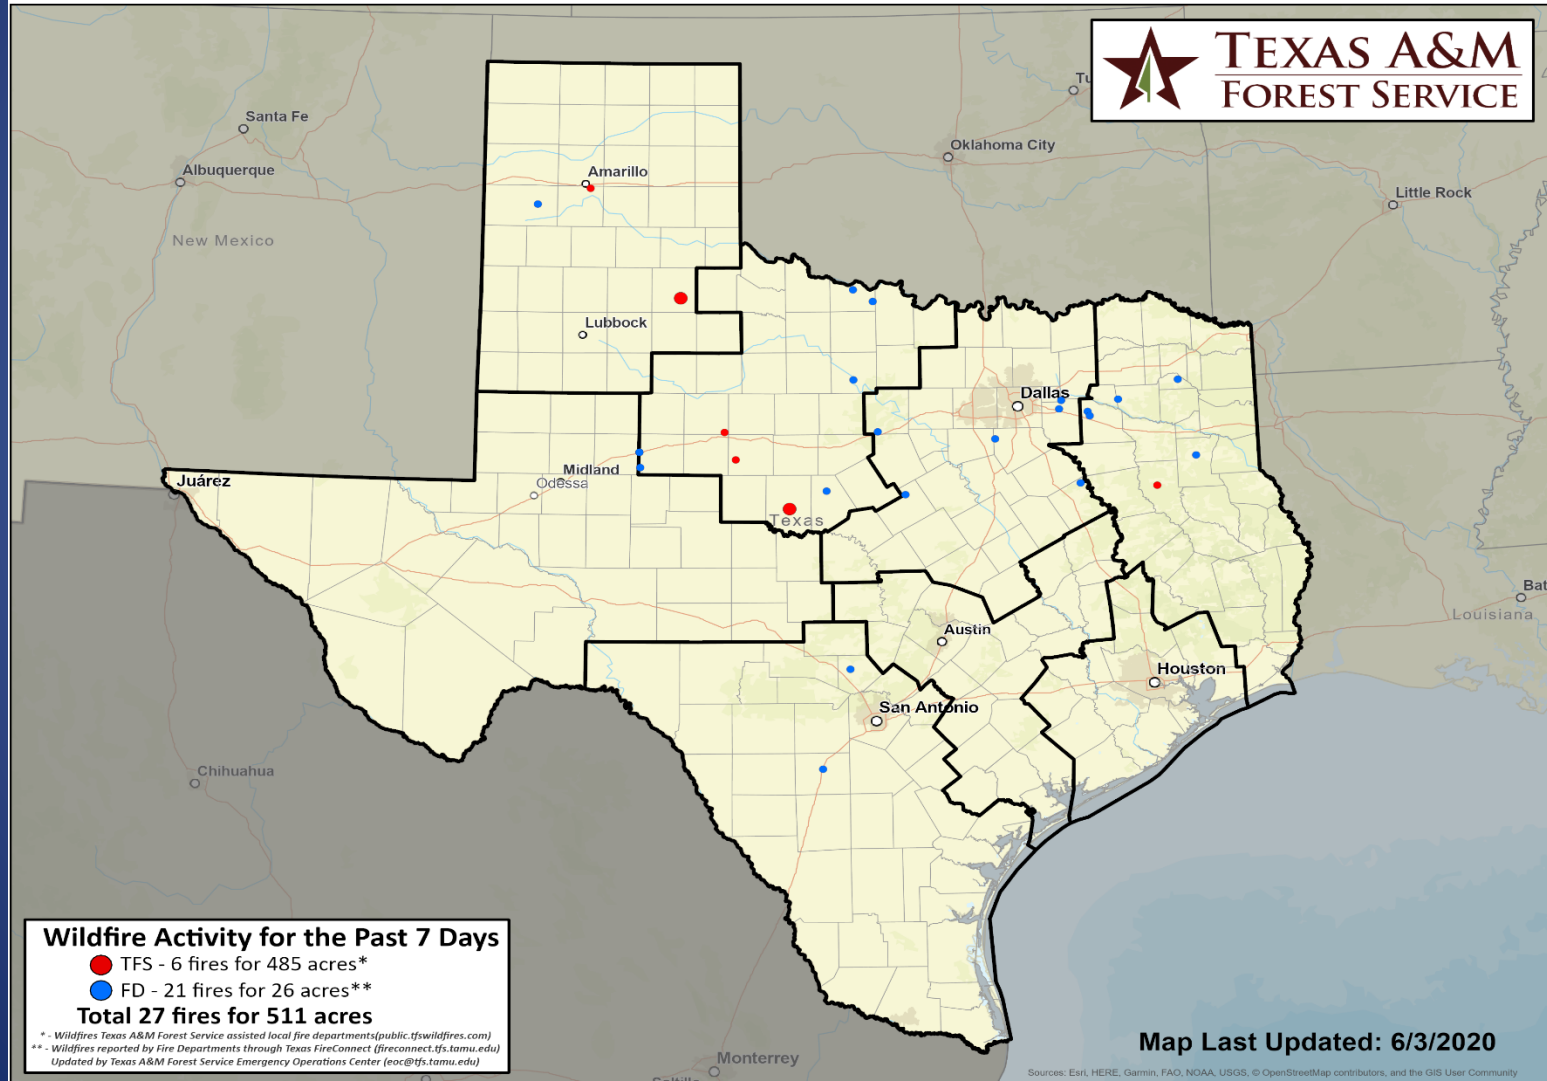 TEXAS A&M
FOREST SERVICE
Tu
Santa Fe
Oklahoma City
Albuquerque
Amarillo
Little Rock
New Mexico
Lubbock
Dallas
Midland
Odessa
Juárez
Texas
Bat
Louisiana
Austin
Houston
San Antonio
Chihuahua
Wildfire Activity for the Past 7 Days
TFS - 6 fires for 485 acres*
FD - 21 fires for 26 acres**
Total 27 fires for 511 acres
* - Wildfires Texas A&M Forest Service assisted local fire departments(public.tfswildfires.com)
** - Wildfires reported by Fire Departments through Texas FireConnect (fireconnect.tfs.tamu.edu)
Updated by Texas A&M Forest Service Emergency Operations Center (eoc@tfs.tamu.edu)
Map Last Updated: 6/3/2020
Monterrey
Sources: Esri, HERE, Garmin, FAO, NOAA, USGS, © OpenStreetMap contributors, and the GIS User Community